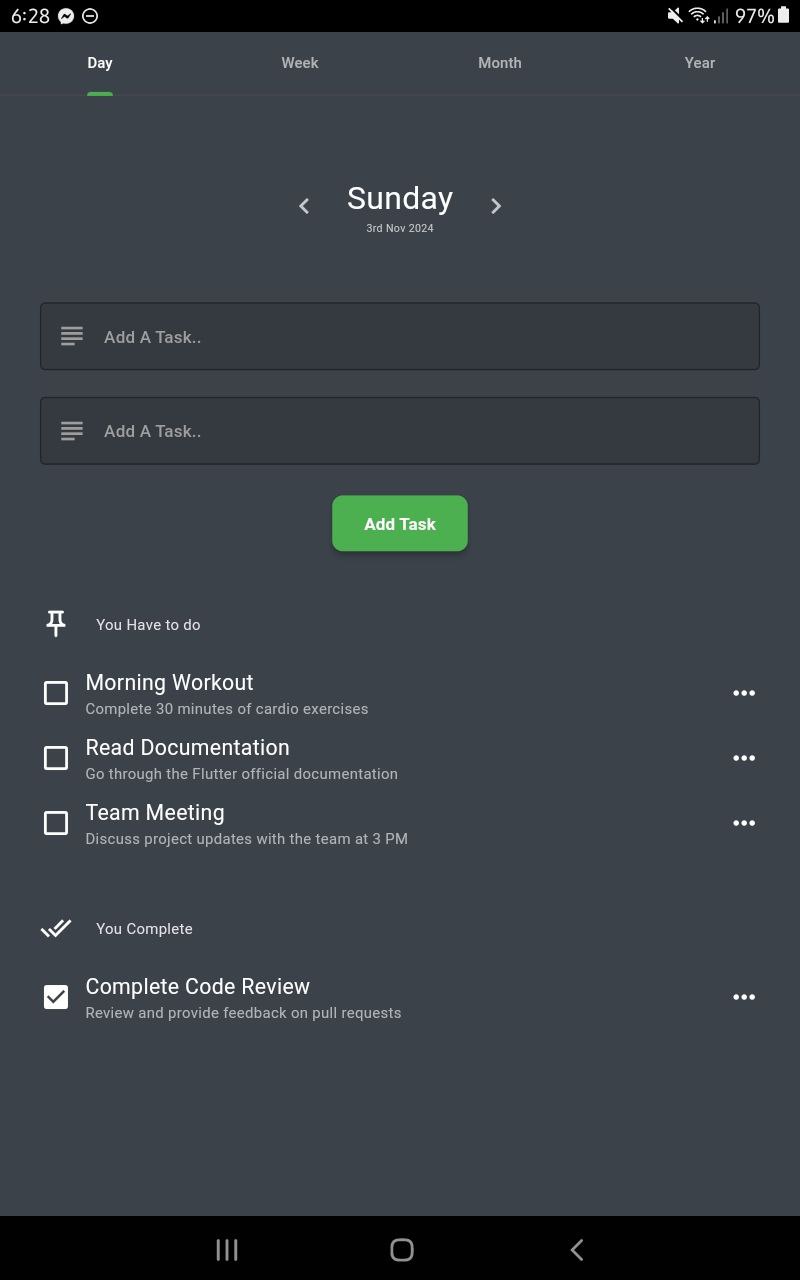 6:28 97%
Day Week Month Year
Sunday
3rd Nov 2024
Add A Task..
Add A Task..
Add Task
You Have to do
Morning Workout
Complete 30 minutes of cardio exercises
Read Documentation
Go through the Flutter official documentation
Team Meeting
Discuss project updates with the team at 3 PM
You Complete
Complete Code Review
Review and provide feedback on pull requests